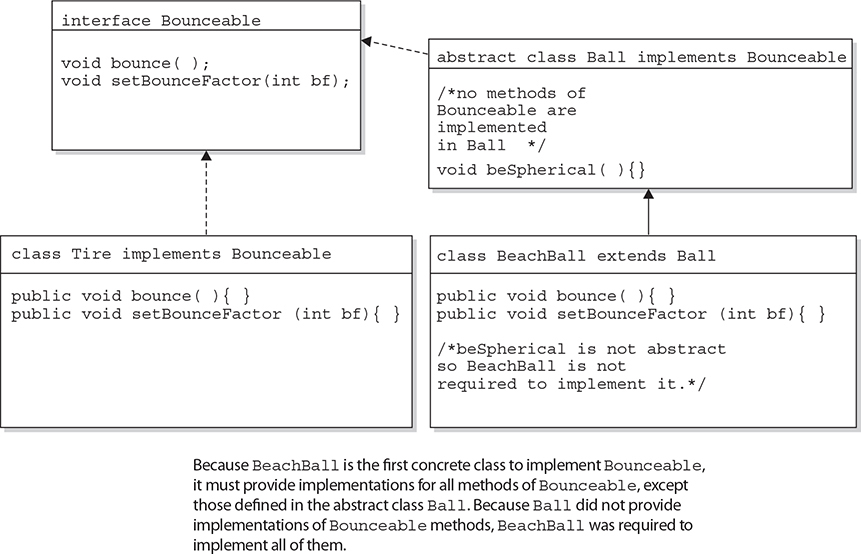 interface Bounceable
void bounce( );
void setBounceFactor(int bf);
abstract class Ball implements Bounceable
/*no methods of
Bounceable are
implemented
in Ball */
void beSpherical( ){}
class Tire implements Bounceable
public void bounce( ){ }
public void setBounceFactor (int bf){ }
class BeachBall extends Ball
public void bounce( ){ }
public void setBounceFactor (int bf){ }
/*beSpherical is not abstract
so BeachBall is not
required to implement it.*/
Because BeachBall is the first concrete class to implement Bounceable,
it must provide implementations for all methods of Bounceable, except
those defined in the abstract class Ball. Because Ball did not provide
implementations of Bounceable methods, BeachBall was required to
implement all of them.